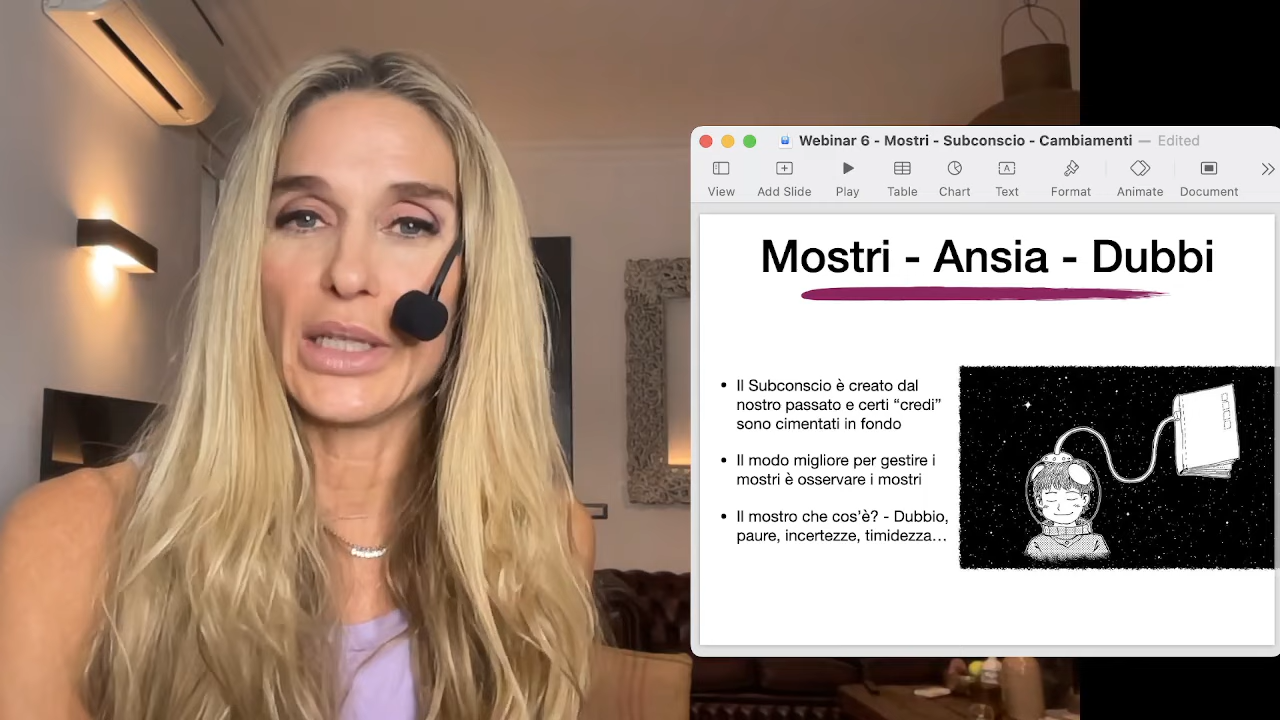 Webinar 6 - Mostri - Subconscio - Cambiamenti — Edited
View Add Slide Play Table Chart Text Format Animate Document
Mostri - Ansia - Dubbi
• Il Subconscio è creato dal
nostro passato e certi “credi”
sono cimentati in fondo
• Il modo migliore per gestire i
mostri è osservare i mostri
• Il mostro che cos’è? - Dubbio,
paure, incertezze, timidezza…